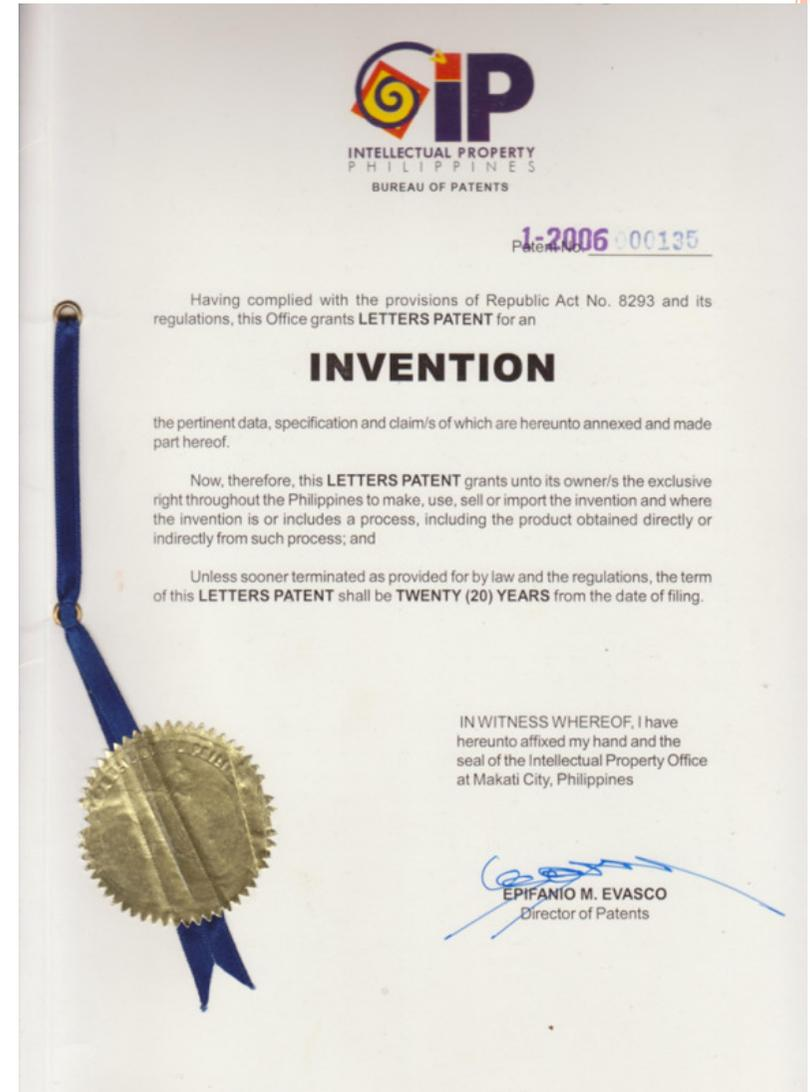 iP
INTELLECTUAL PROPERTY
PHILIPPINES
BUREAU OF PATENTS
Patent No. 1-2006 000135
Having complied with the provisions of Republic Act No. 8293 and its
regulations, this Office grants LETTERS PATENT for an
INVENTION
the pertinent data, specification and claim/s of which are hereunto annexed and made
part hereof.
Now, therefore, this LETTERS PATENT grants unto its owner/s the exclusive
right throughout the Philippines to make, use, sell or import the invention and where
the invention is or includes a process, including the product obtained directly or
indirectly from such process; and
Unless sooner terminated as provided for by law and the regulations, the term
of this LETTERS PATENT shall be TWENTY (20) YEARS from the date of filing.
IN WITNESS WHEREOF, I have
hereunto affixed my hand and the
seal of the Intellectual Property Office
at Makati City, Philippines
EPIFANIO M. EVASCO
Director of Patents